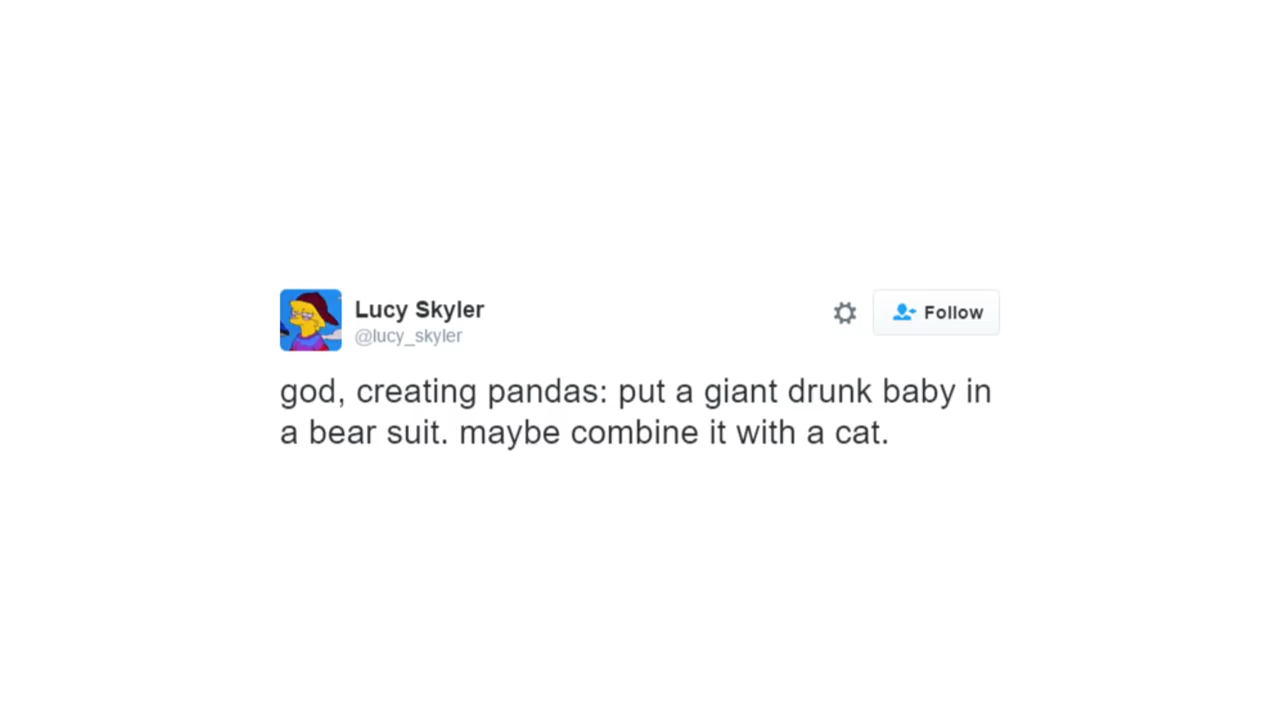 Lucy Skyler
@lucy_skyler
Follow
god, creating pandas: put a giant drunk baby in
a bear suit. maybe combine it with a cat.